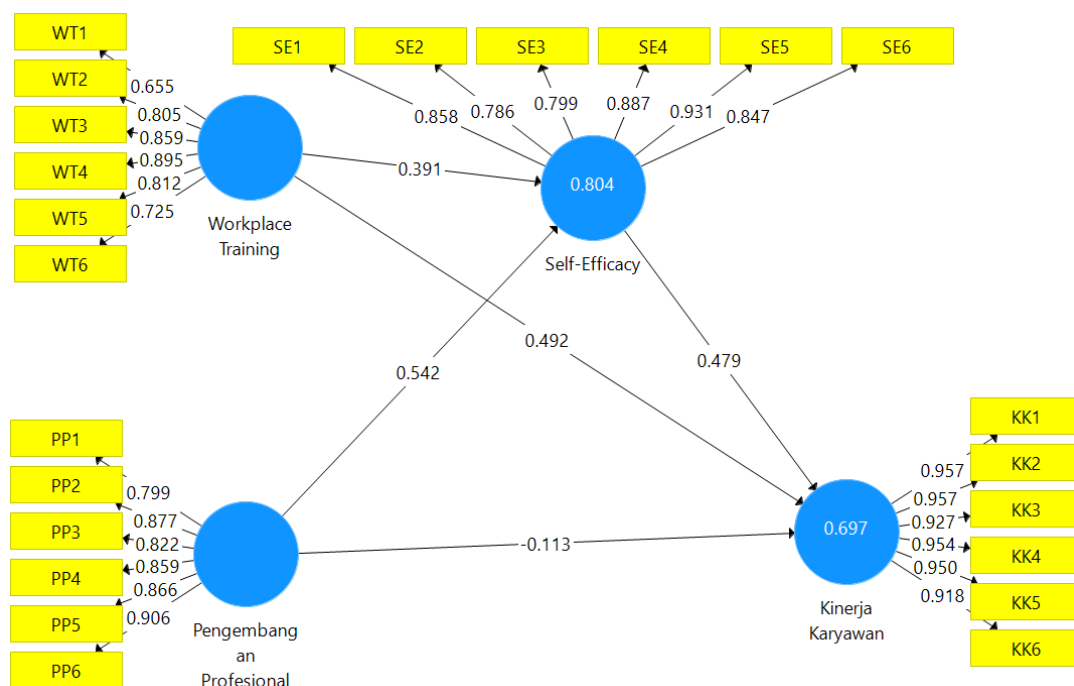 WT1
WT2
WT3
WT4
WT5
WT6
0.655
0.805
0.859
0.895
0.812
0.725
Workplace
Training
SE1
SE2
SE3
SE4
SE5
SE6
0.858
0.786
0.799
0.887
0.931
0.847
0.804
Self-Efficacy
0.391
0.492
0.542
0.479
-0.113
PP1
PP2
PP3
PP4
PP5
PP6
0.799
0.877
0.822
0.859
0.866
0.906
Pengembang
an
Profesional
0.697
Kinerja
Karyawan
0.957
0.957
0.927
0.954
0.950
0.918
KK1
KK2
KK3
KK4
KK5
KK6